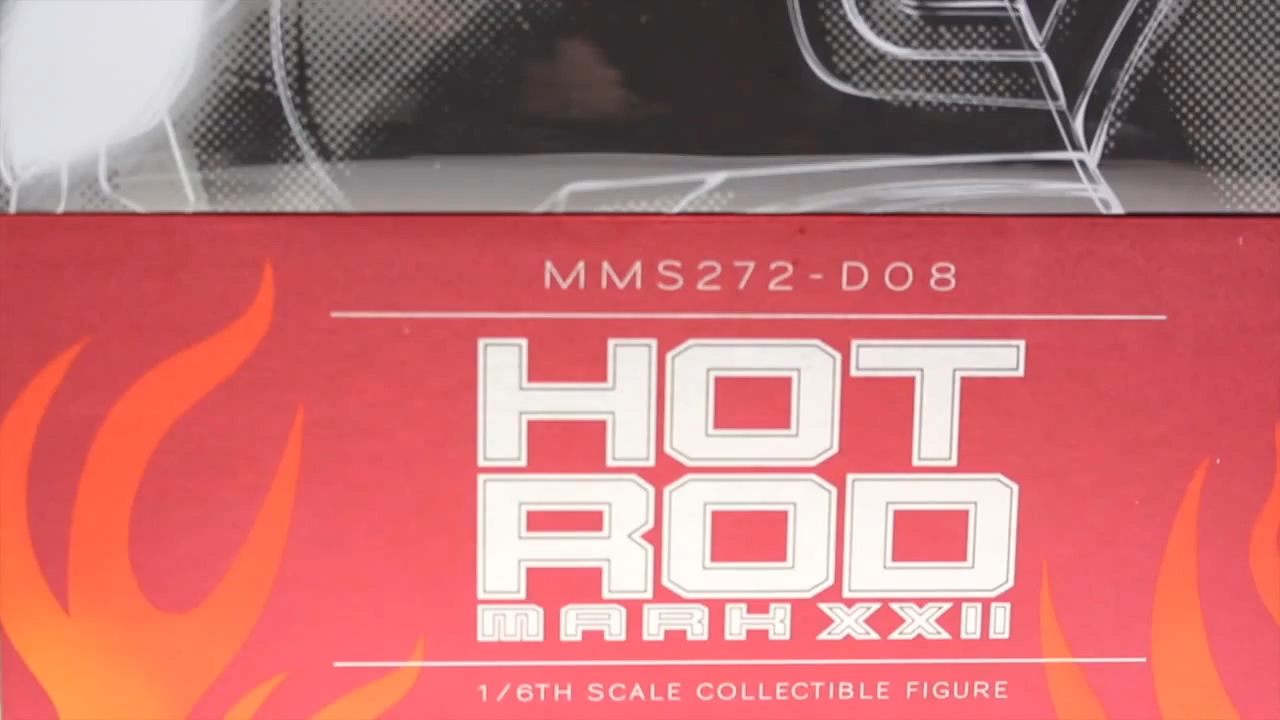 MMS272-D08
HOT
ROD
MARK XXII
1/6TH SCALE COLLECTIBLE FIGURE